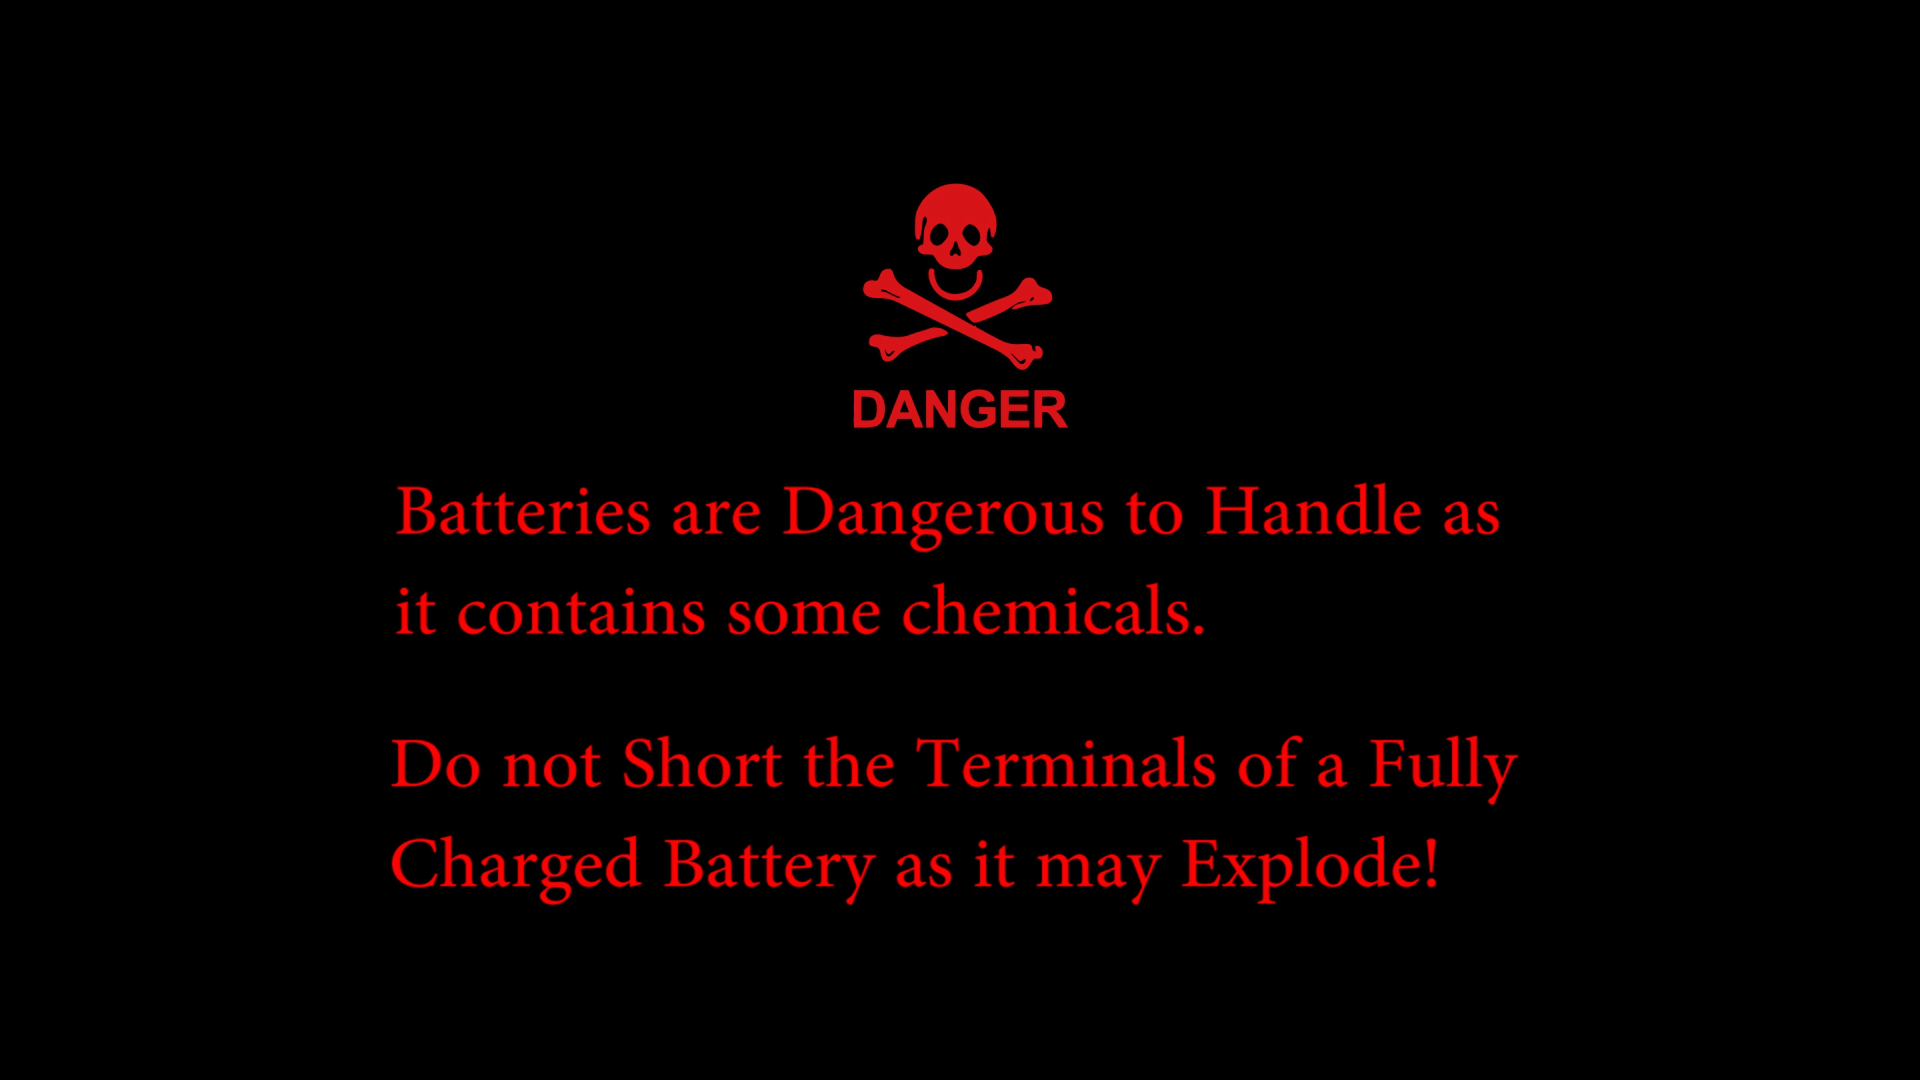 DANGER
Batteries are Dangerous to Handle as
it contains some chemicals.
Do not Short the Terminals of a Fully
Charged Battery as it may Explode!